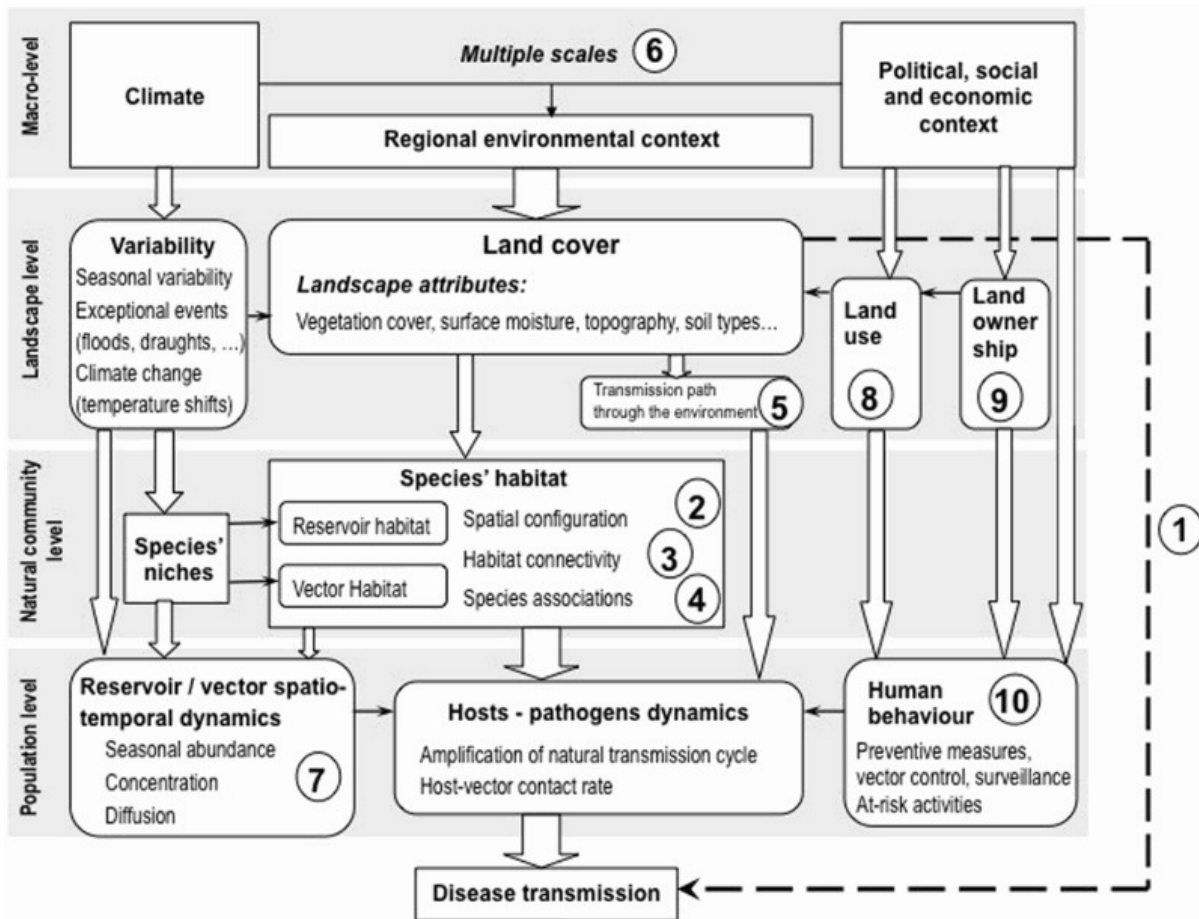 Macro-level
Climate
Multiple scales 6
Regional environmental context
Political, social
and economic
context
Landscape level
Variability
Seasonal variability
Exceptional events
(floods, draughts, ...)
Climate change
(temperature shifts)
Land cover
Landscape attributes:
Vegetation cover, surface moisture, topography, soil types...
Transmission path
through the environment
5
Land
use
8
Land
owner
ship
9
1
Natural community
level
Species'
niches
Species' habitat
Reservoir habitat
Vector Habitat
Spatial configuration 2
Habitat connectivity 3
Species associations 4
Population level
Reservoir / vector spatio-
temporal dynamics
Seasonal abundance
Concentration
Diffusion
7
Hosts - pathogens dynamics
Amplification of natural transmission cycle
Host-vector contact rate
Human
behaviour
10
Preventive measures,
vector control, surveillance
At-risk activities
Disease transmission